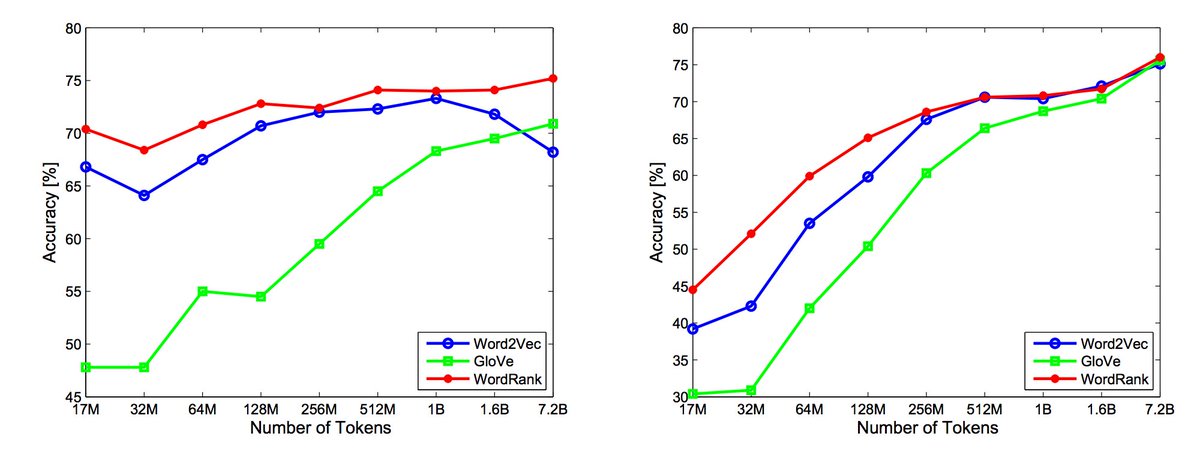 80
75
70
65
60
55
50
45
Accuracy [%]
17M 32M 64M 128M 256M 512M 1B 1.6B 7.2B
Number of Tokens
Word2Vec
GloVe
WordRank
80
75
70
65
60
55
50
45
40
35
30
Accuracy [%]
17M 32M 64M 128M 256M 512M 1B 1.6B 7.2B
Number of Tokens
Word2Vec
GloVe
WordRank